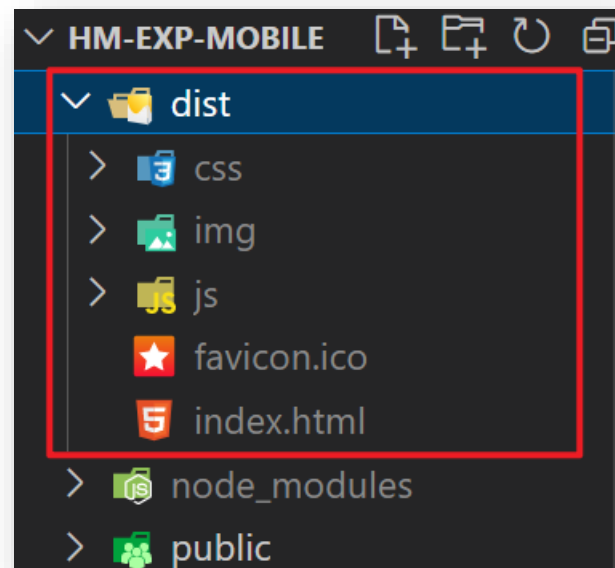 HM-EXP-MOBILE
dist
css
img
js
favicon.ico
index.html
node_modules
public